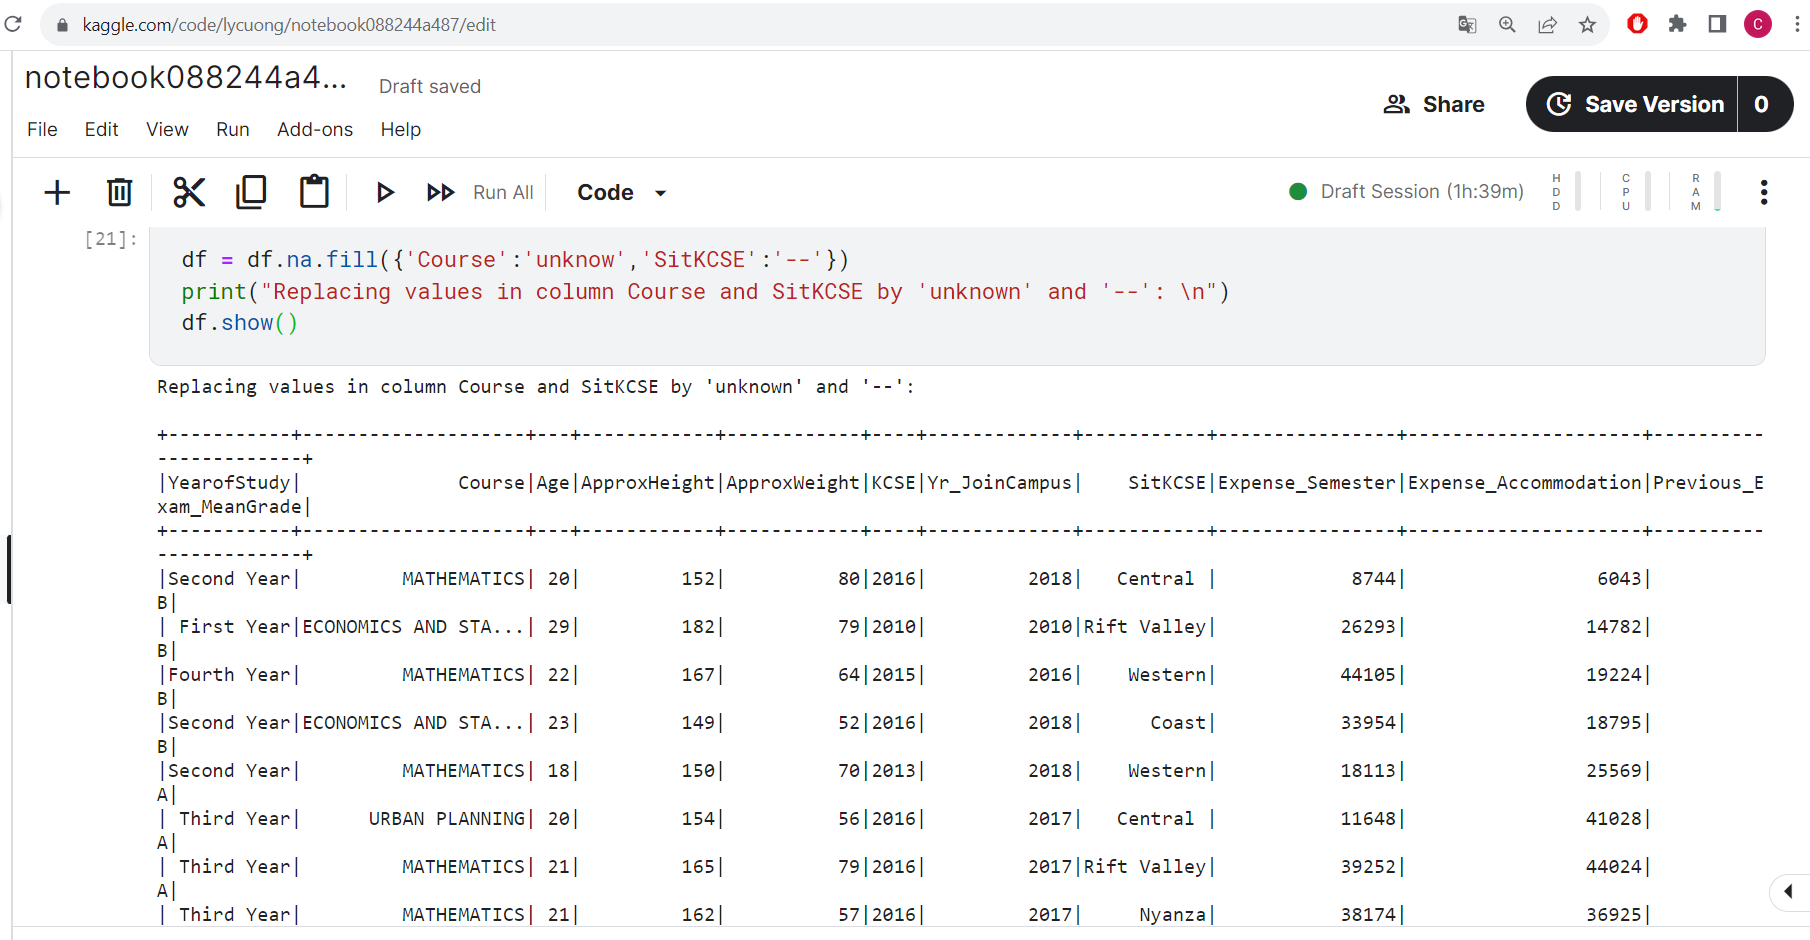 kaggle.com/code/lycuong/notebook088244a487/edit
C
notebook088244a4...
Draft saved
Share
Save Version
0
File Edit View Run Add-ons Help
Run All
Code
Draft Session (1h:39m)
HDD
CPU
RAM
[21]:
df = df.na.fill({'Course':'unknow','SitKCSE':'--'})
print("Replacing values in column Course and SitKCSE by 'unknown' and '--': \n")
df.show()
Replacing values in column Course and SitKCSE by 'unknown' and '--':
+-----------+--------------------+---+------------+------------+----+-------------+-----------+----------------+---------------------+----------
-------------+
|YearofStudy|              Course|Age|ApproxHeight|ApproxWeight|KCSE|Yr_JoinCampus|    SitKCSE|Expense_Semester|Expense_Accommodation|Previous_E
xam_MeanGrade|
+-----------+--------------------+---+------------+------------+----+-------------+-----------+----------------+---------------------+----------
-------------+
|Second Year|         MATHEMATICS| 20|         152|          80|2016|         2018|   Central |            8744|                 6043|
B|
| First Year|ECONOMICS AND STA...| 29|         182|          79|2010|         2010|Rift Valley|           26293|                14782|
B|
|Fourth Year|         MATHEMATICS| 22|         167|          64|2015|         2016|    Western|           44105|                19224|
B|
|Second Year|ECONOMICS AND STA...| 23|         149|          52|2016|         2018|      Coast|           33954|                18795|
B|
|Second Year|         MATHEMATICS| 18|         150|          70|2013|         2018|    Western|           18113|                25569|
A|
| Third Year|      URBAN PLANNING| 20|         154|          56|2016|         2017|   Central |           11648|                41028|
A|
| Third Year|         MATHEMATICS| 21|         165|          79|2016|         2017|Rift Valley|           39252|                44024|
A|
| Third Year|         MATHEMATICS| 21|         162|          57|2016|         2017|     Nyanza|           38174|                36925|